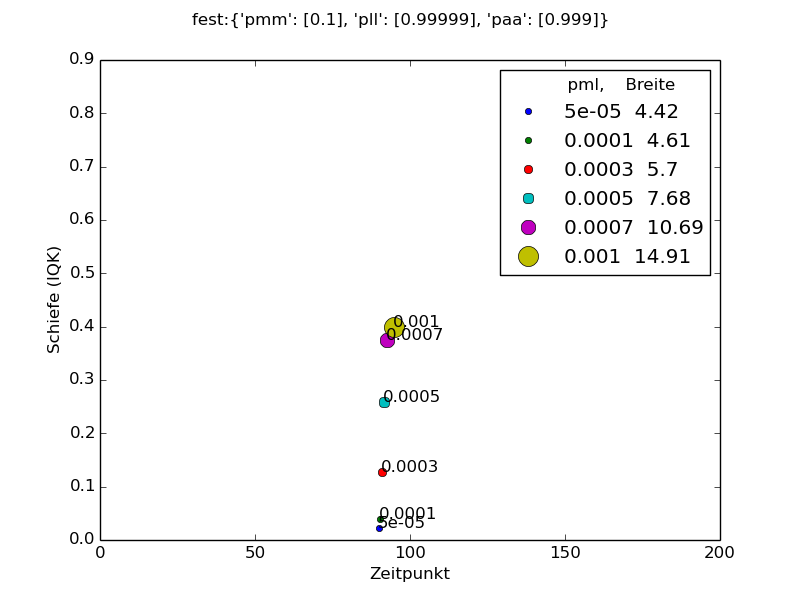 fest:{'pmm': [0.1], 'pll': [0.99999], 'paa': [0.999]}
0.9
0.8
0.7
0.6
0.5
0.4
0.3
0.2
0.1
0.0
Schiefe (IQK)
pml, Breite
5e-05 4.42
0.0001 4.61
0.0003 5.7
0.0005 7.68
0.0007 10.69
0.001 14.91
0.001
0.0007
0.0005
0.0003
0.0001
5e-05
0 50 100 150 200
Zeitpunkt